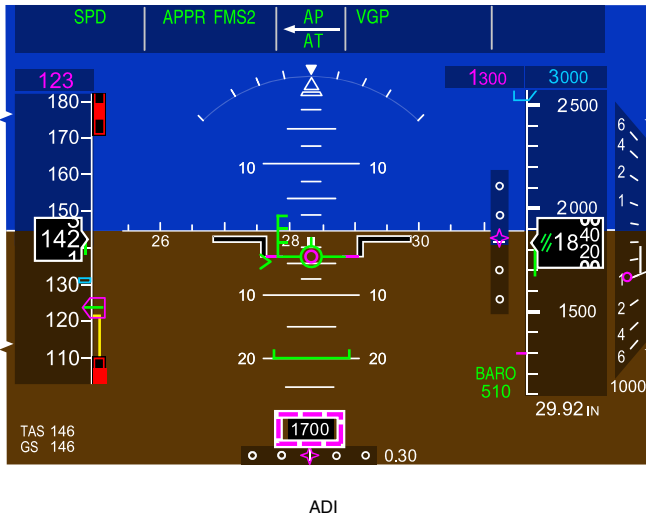 SPD APPR FMS2 AP VGP
AT
123 1300 3000
180 2500 6
170 4
160 10 10 2
150 2000 1
142 26 28 30 18 40
20
130 1
120 10 10 1500 2
4
110 20 20 6
BARO
510 1000
1700 29.92 IN
TAS 146
GS 146 0.30
ADI